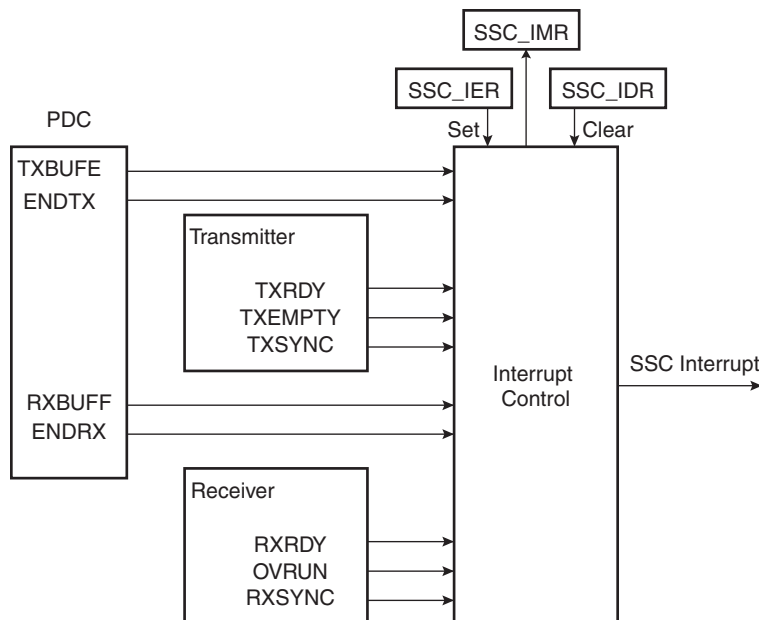 SSC_IMR
SSC_IER
SSC_IDR
PDC
Set
Clear
TXBUFE
ENDTX
Transmitter
TXRDY
TXEMPTY
TXSYNC
SSC Interrupt
Interrupt
Control
RXBUFF
ENDRX
Receiver
RXRDY
OVRUN
RXSYNC